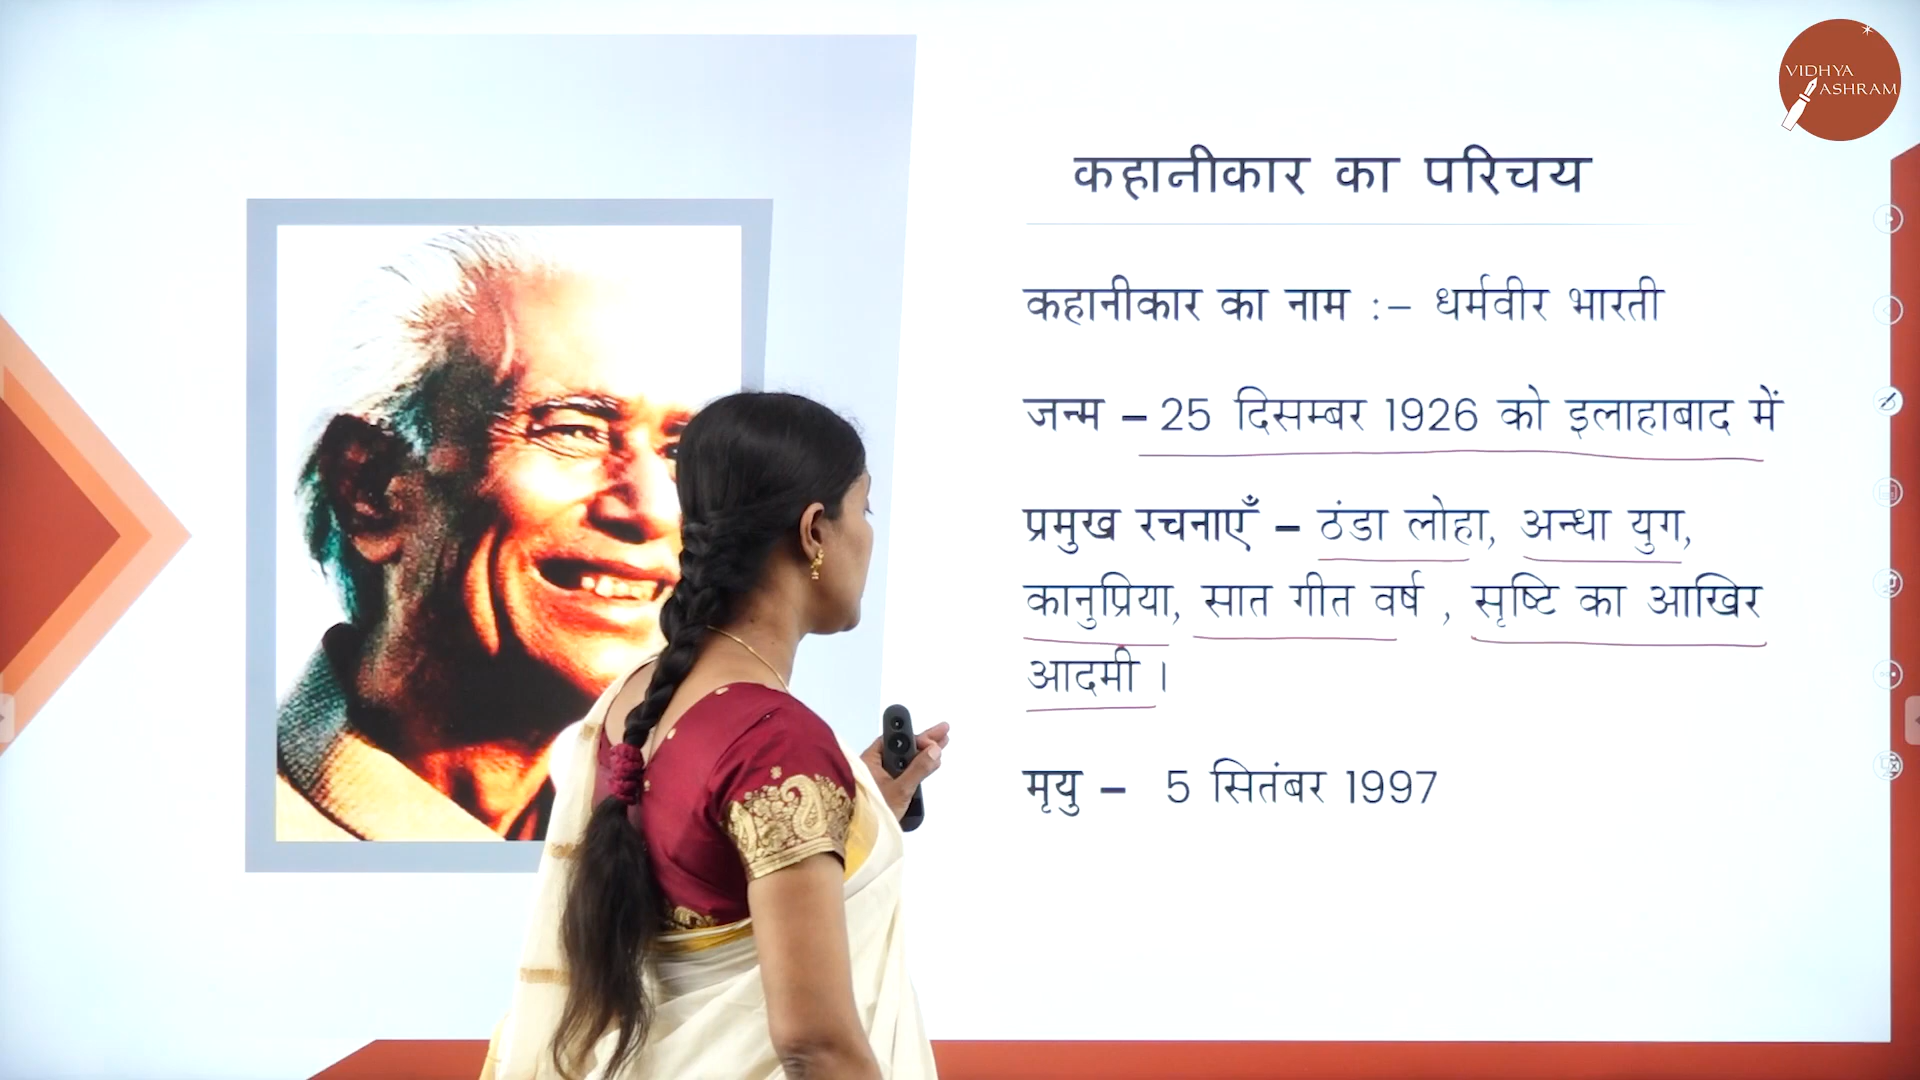 VIDHYA
ASHRAM
कहानीकार का परिचय
कहानीकार का नाम :– धर्मवीर भारती
जन्म – 25 दिसम्बर 1926 को इलाहाबाद में
प्रमुख रचनाएँ – ठंडा लोहा, अन्धा युग,
कानुप्रिया, सात गीत वर्ष , सृष्टि का आखिर
आदमी ।
मृयु – 5 सितंबर 1997